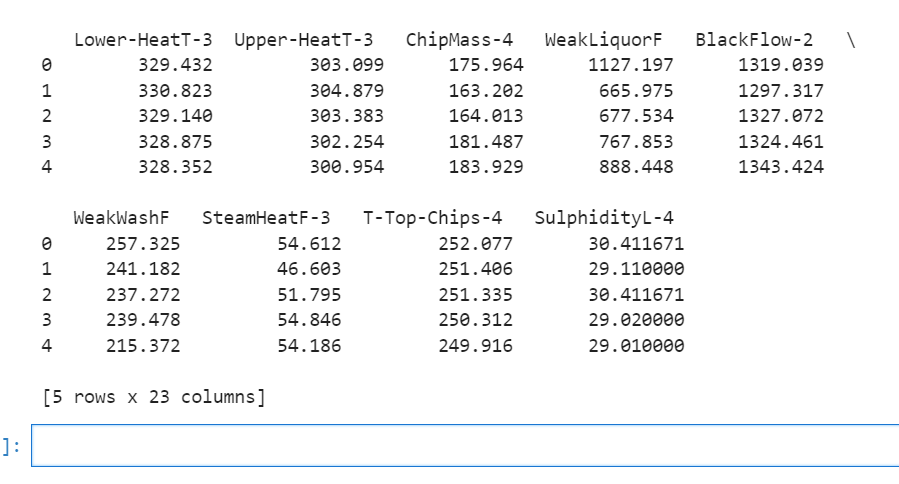 Lower-HeatT-3 Upper-HeatT-3 ChipMass-4 WeakLiquorF BlackFlow-2 \
0 329.432 303.099 175.964 1127.197 1319.039
1 330.823 304.879 163.202 665.975 1297.317
2 329.140 303.383 164.013 677.534 1327.072
3 328.875 302.254 181.487 767.853 1324.461
4 328.352 300.954 183.929 888.448 1343.424
WeakWashF SteamHeatF-3 T-Top-Chips-4 SulphidityL-4
0 257.325 54.612 252.077 30.411671
1 241.182 46.603 251.406 29.110000
2 237.272 51.795 251.335 30.411671
3 239.478 54.846 250.312 29.020000
4 215.372 54.186 249.916 29.010000
[5 rows x 23 columns]
]: